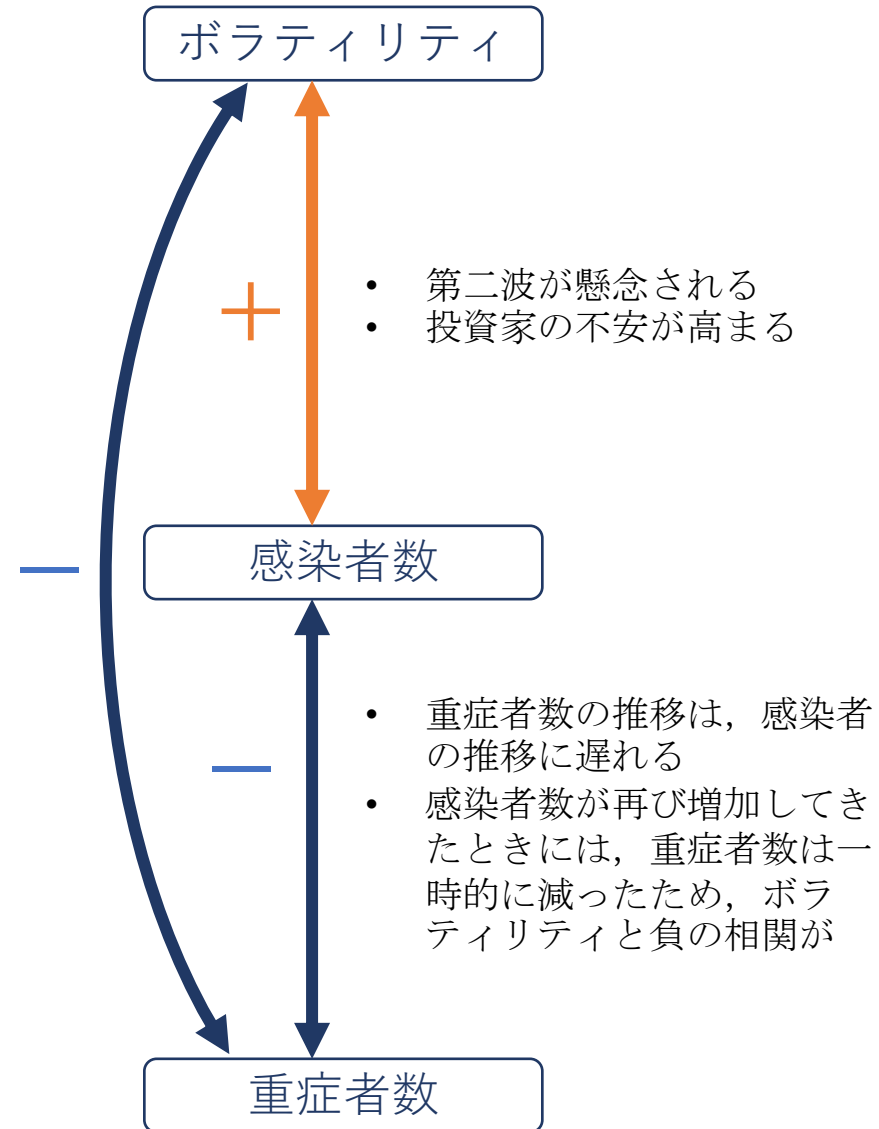 ボラティリティ
＋
• 第二波が懸念される
• 投資家の不安が高まる
感染者数
－
－
• 重症者数の推移は，感染者
の推移に遅れる
• 感染者数が再び増加してき
たときには，重症者数は一
時的に減ったため，ボラ
ティリティと負の相関が
重症者数